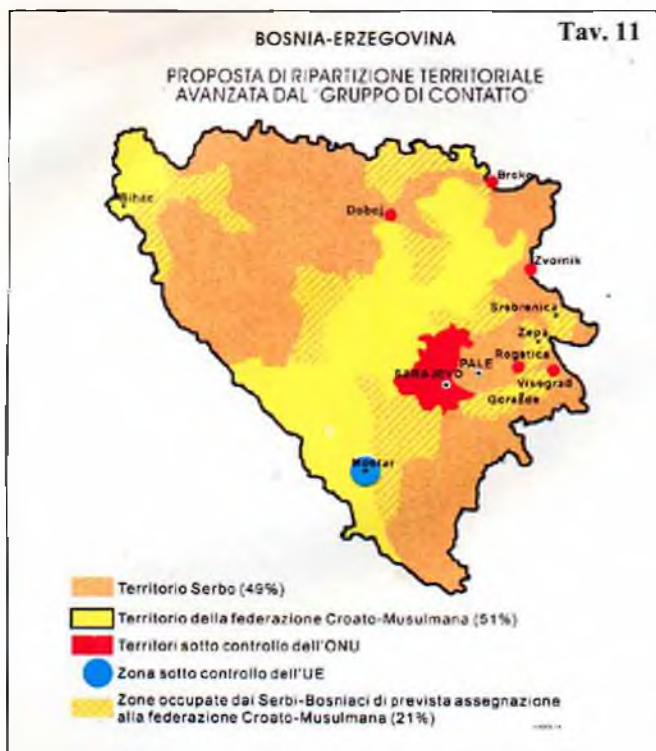 Tav. 11
BOSNIA-ERZEGOVINA
PROPOSTA DI RIPARTIZIONE TERRITORIALE
AVANZATA DAL "GRUPPO DI CONTATTO"
Bihac
Doboj
Brcko
Zvornik
Srebrenica
Zepa
Rogatica
PALE
SARAJEVO
Visegrad
Gorazde
Mostar
Territorio Serbo (49%)
Territorio della federazione Croato-Musulmana (51%)
Territori sotto controllo dell'ONU
Zona sotto controllo dell'UE
Zone occupate dai Serbi-Bosniaci di prevista assegnazione
alla federazione Croato-Musulmana (21%)